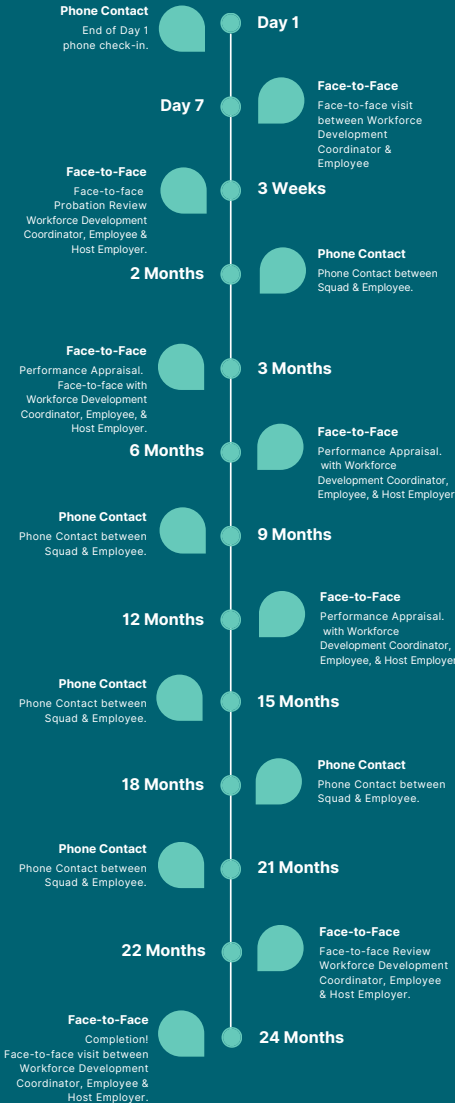 Phone Contact
End of Day 1
phone check-in.
Day 1
Day 7
Face-to-Face
Face-to-face visit
between Workforce
Development
Coordinator &
Employee
Face-to-Face
Face-to-face
Probation Review
Workforce Development
Coordinator, Employee &
Host Employer.
3 Weeks
2 Months
Phone Contact
Phone Contact between
Squad & Employee.
Face-to-Face
Performance Appraisal.
Face-to-face with
Workforce Development
Coordinator, Employee, &
Host Employer.
3 Months
6 Months
Face-to-Face
Performance Appraisal.
with Workforce
Development Coordinator,
Employee, & Host Employer
Phone Contact
Phone Contact between
Squad & Employee.
9 Months
12 Months
Face-to-Face
Performance Appraisal.
with Workforce
Development Coordinator,
Employee, & Host Employer
Phone Contact
Phone Contact between
Squad & Employee.
15 Months
18 Months
Phone Contact
Phone Contact between
Squad & Employee.
Phone Contact
Phone Contact between
Squad & Employee.
21 Months
22 Months
Face-to-Face
Face-to-face Review
Workforce Development
Coordinator, Employee
& Host Employer.
Face-to-Face
Completion!
Face-to-face visit between
Workforce Development
Coordinator, Employee &
Host Employer.
24 Months